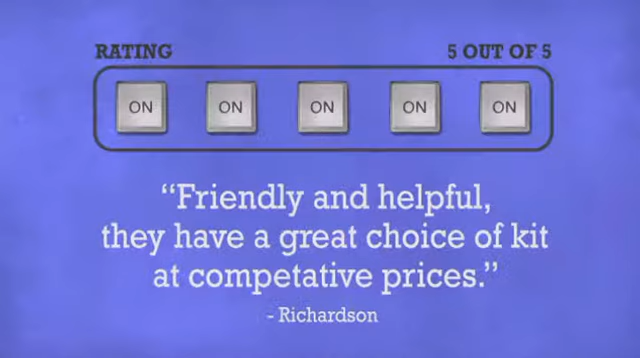 RATING 5 OUT OF 5
ON ON ON ON ON
“Friendly and helpful,
they have a great choice of kit
at competative prices.”
- Richardson